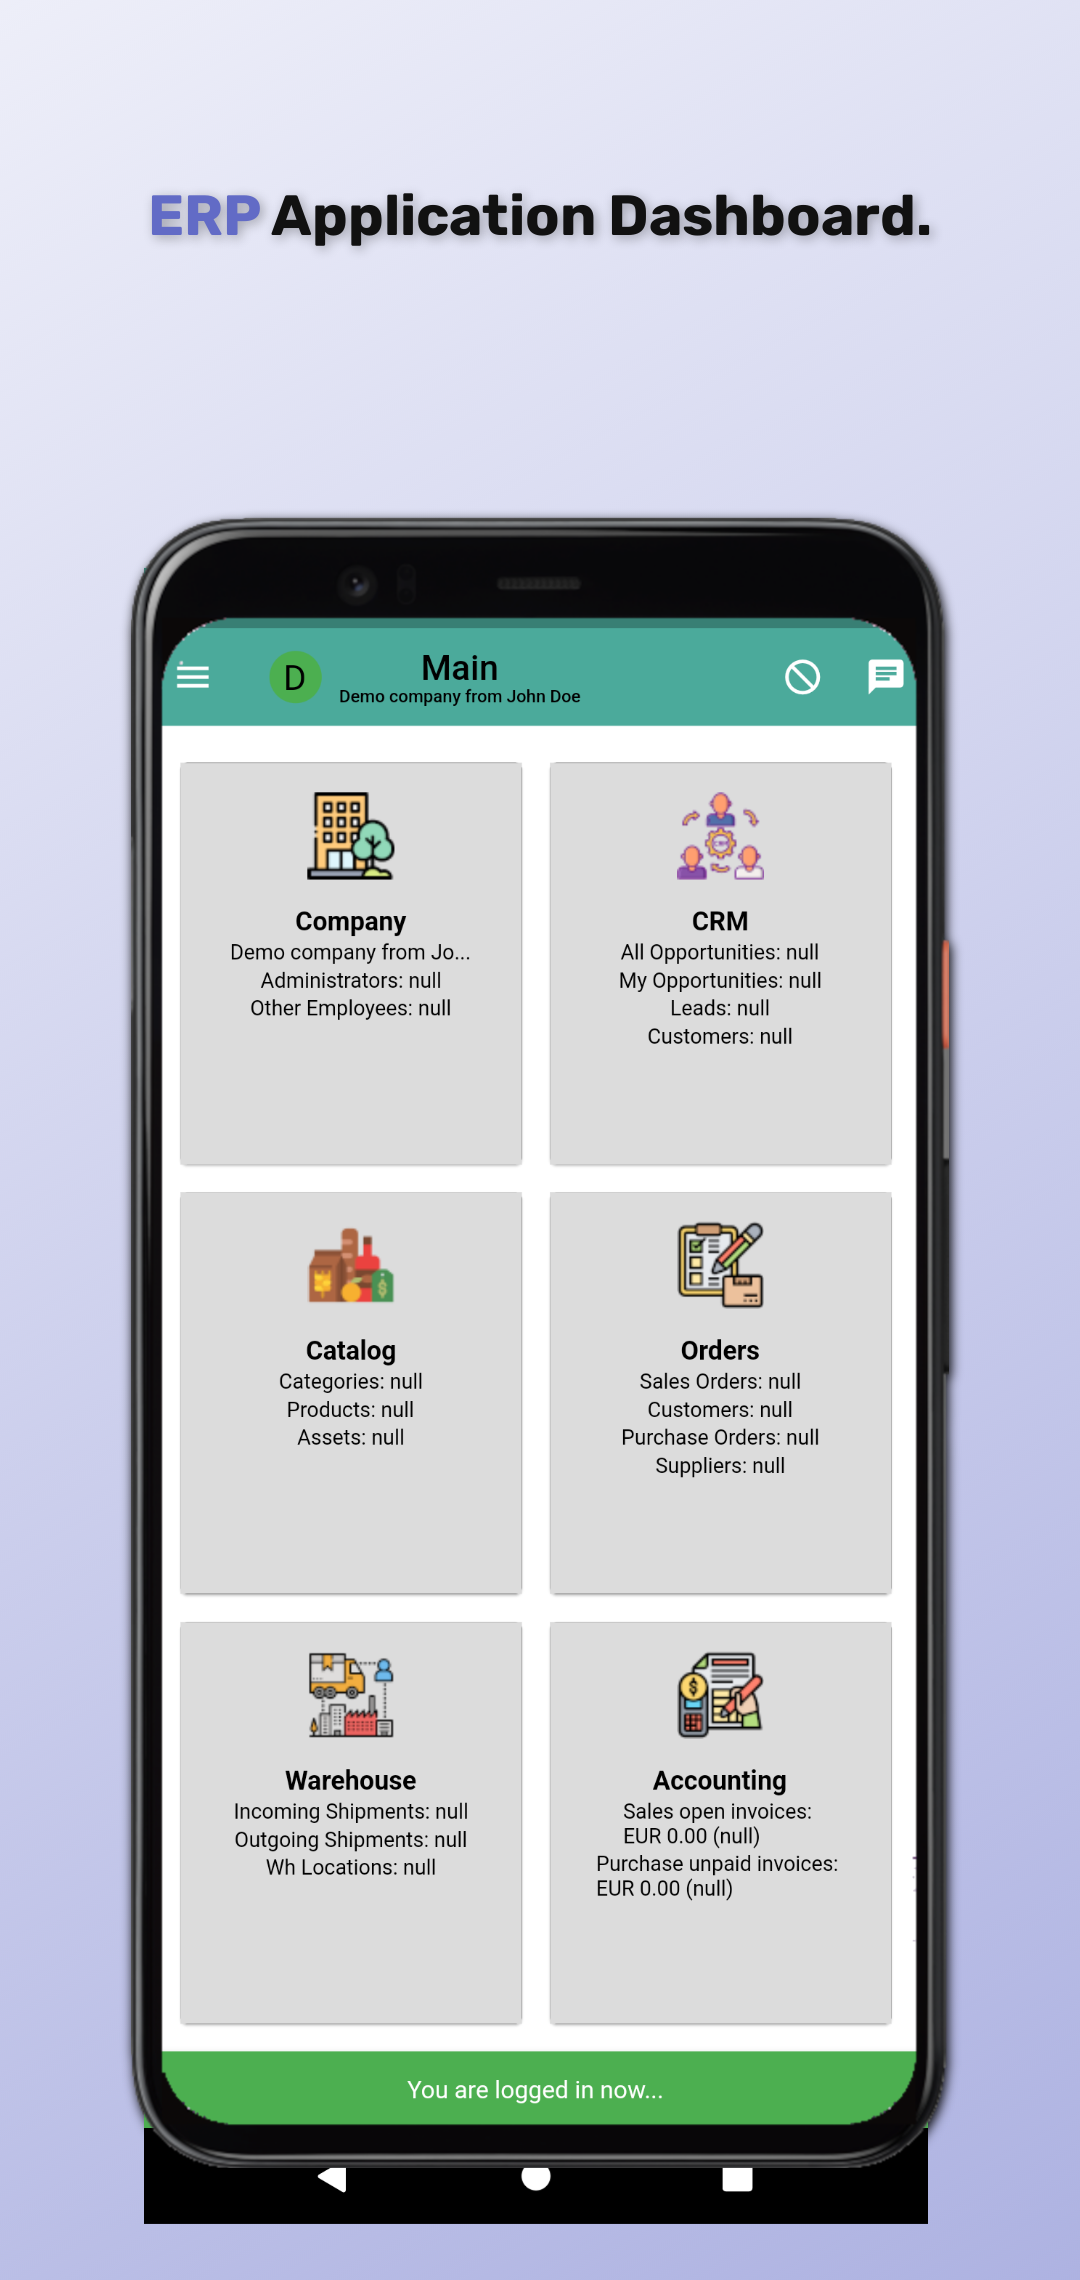 ERP Application Dashboard.
D
Main
Demo company from John Doe
Company
Demo company from Jo...
Administrators: null
Other Employees: null
CRM
All Opportunities: null
My Opportunities: null
Leads: null
Customers: null
Catalog
Categories: null
Products: null
Assets: null
Orders
Sales Orders: null
Customers: null
Purchase Orders: null
Suppliers: null
Warehouse
Incoming Shipments: null
Outgoing Shipments: null
Wh Locations: null
Accounting
Sales open invoices:
EUR 0.00 (null)
Purchase unpaid invoices:
EUR 0.00 (null)
You are logged in now...